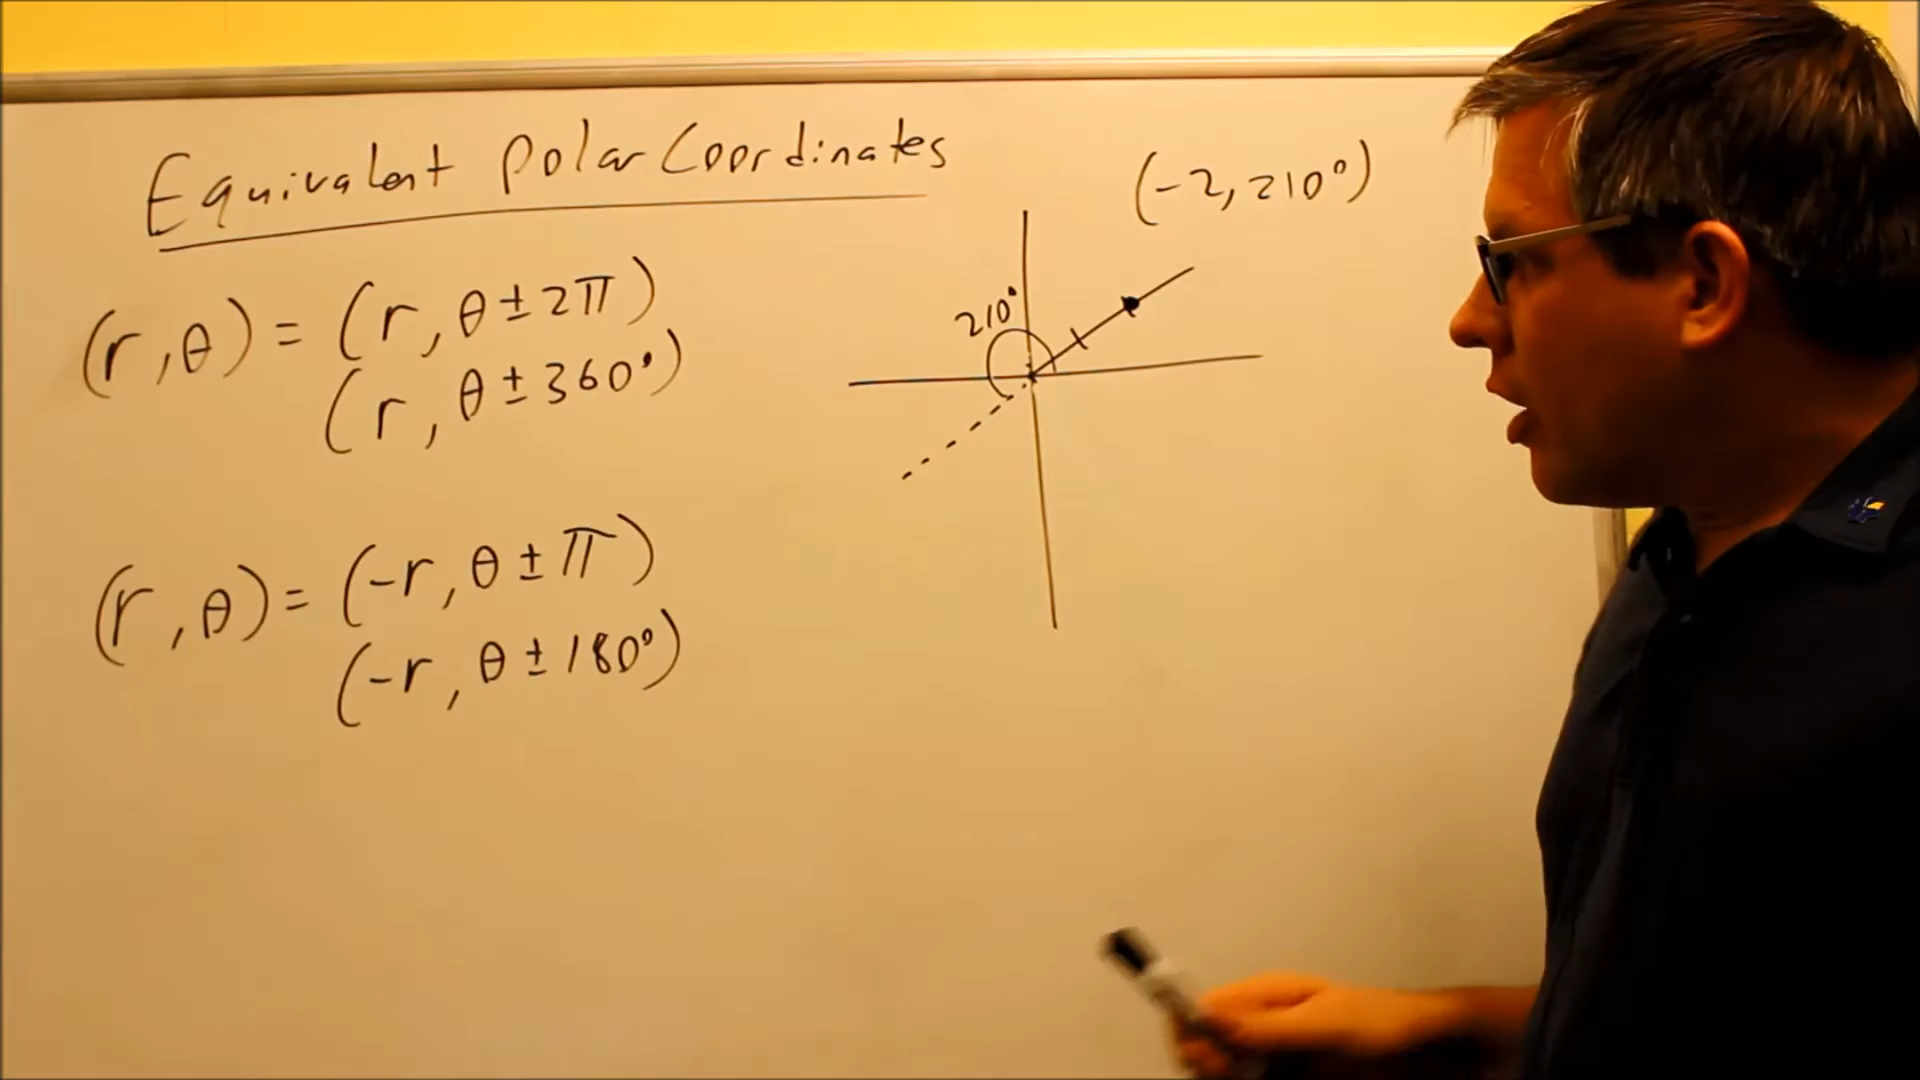 Equivalent Polar Coordinates
(r, θ) = (r, θ ± 2π)
(r, θ ± 360°)
(r, θ) = (-r, θ ± π)
(-r, θ ± 180°)
(-2, 210°)
210°